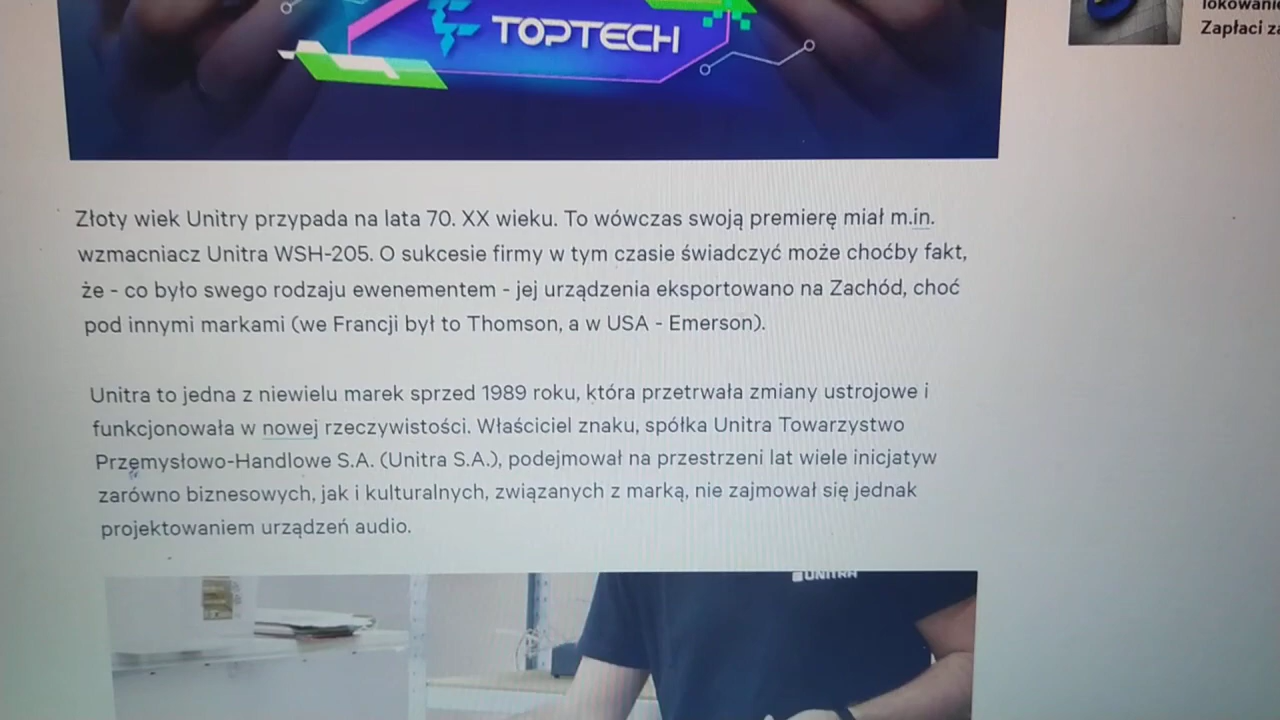 TOPTECH
lokowanie
Zapłaci za
Złoty wiek Unitry przypada na lata 70. XX wieku. To wówczas swoją premierę miał m.in.
wzmacniacz Unitra WSH-205. O sukcesie firmy w tym czasie świadczyć może choćby fakt,
że - co było swego rodzaju ewenementem - jej urządzenia eksportowano na Zachód, choć
pod innymi markami (we Francji był to Thomson, a w USA - Emerson).
Unitra to jedna z niewielu marek sprzed 1989 roku, która przetrwała zmiany ustrojowe i
funkcjonowała w nowej rzeczywistości. Właściciel znaku, spółka Unitra Towarzystwo
Przemysłowo-Handlowe S.A. (Unitra S.A.), podejmował na przestrzeni lat wiele inicjatyw
zarówno biznesowych, jak i kulturalnych, związanych z marką, nie zajmował się jednak
projektowaniem urządzeń audio.
UNITRA